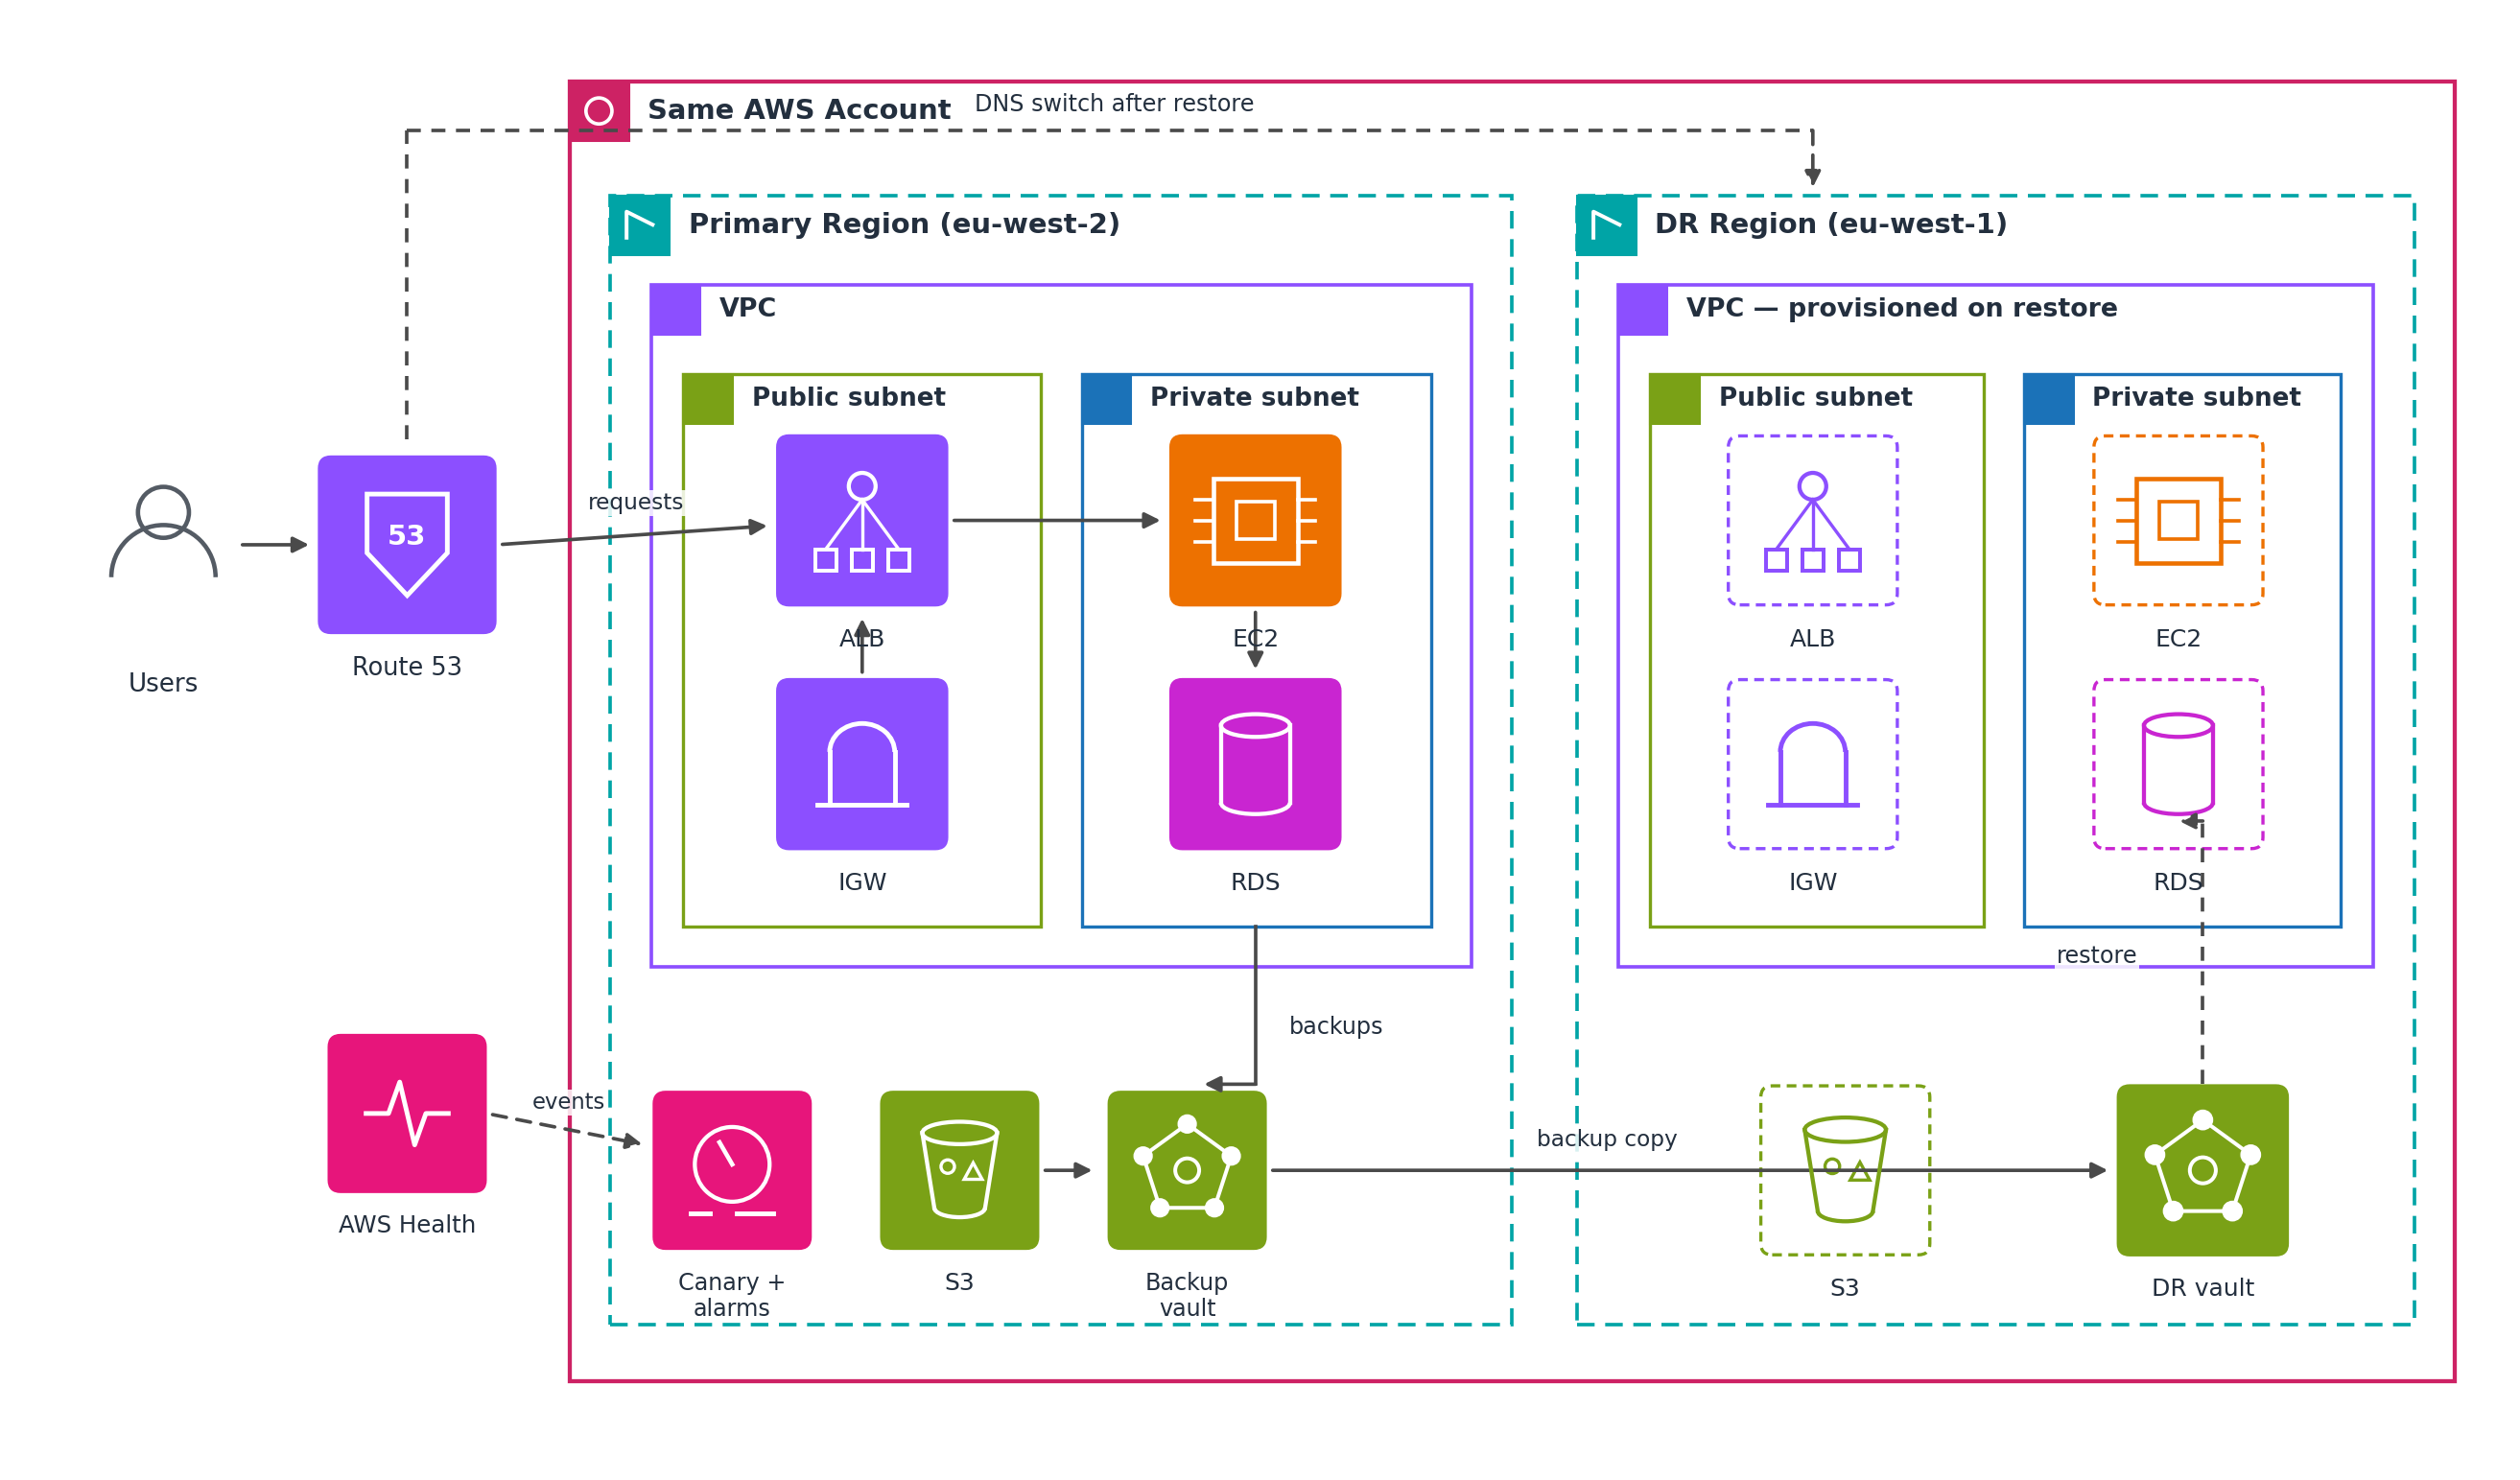 Same AWS Account
DNS switch after restore
Primary Region (eu-west-2)
DR Region (eu-west-1)
VPC
VPC — provisioned on restore
Public subnet
Private subnet
Public subnet
Private subnet
requests
53
Users
Route 53
ALB
EC2
ALB
EC2
IGW
RDS
IGW
RDS
restore
backups
events
backup copy
AWS Health
Canary +
alarms
S3
Backup
vault
S3
DR vault